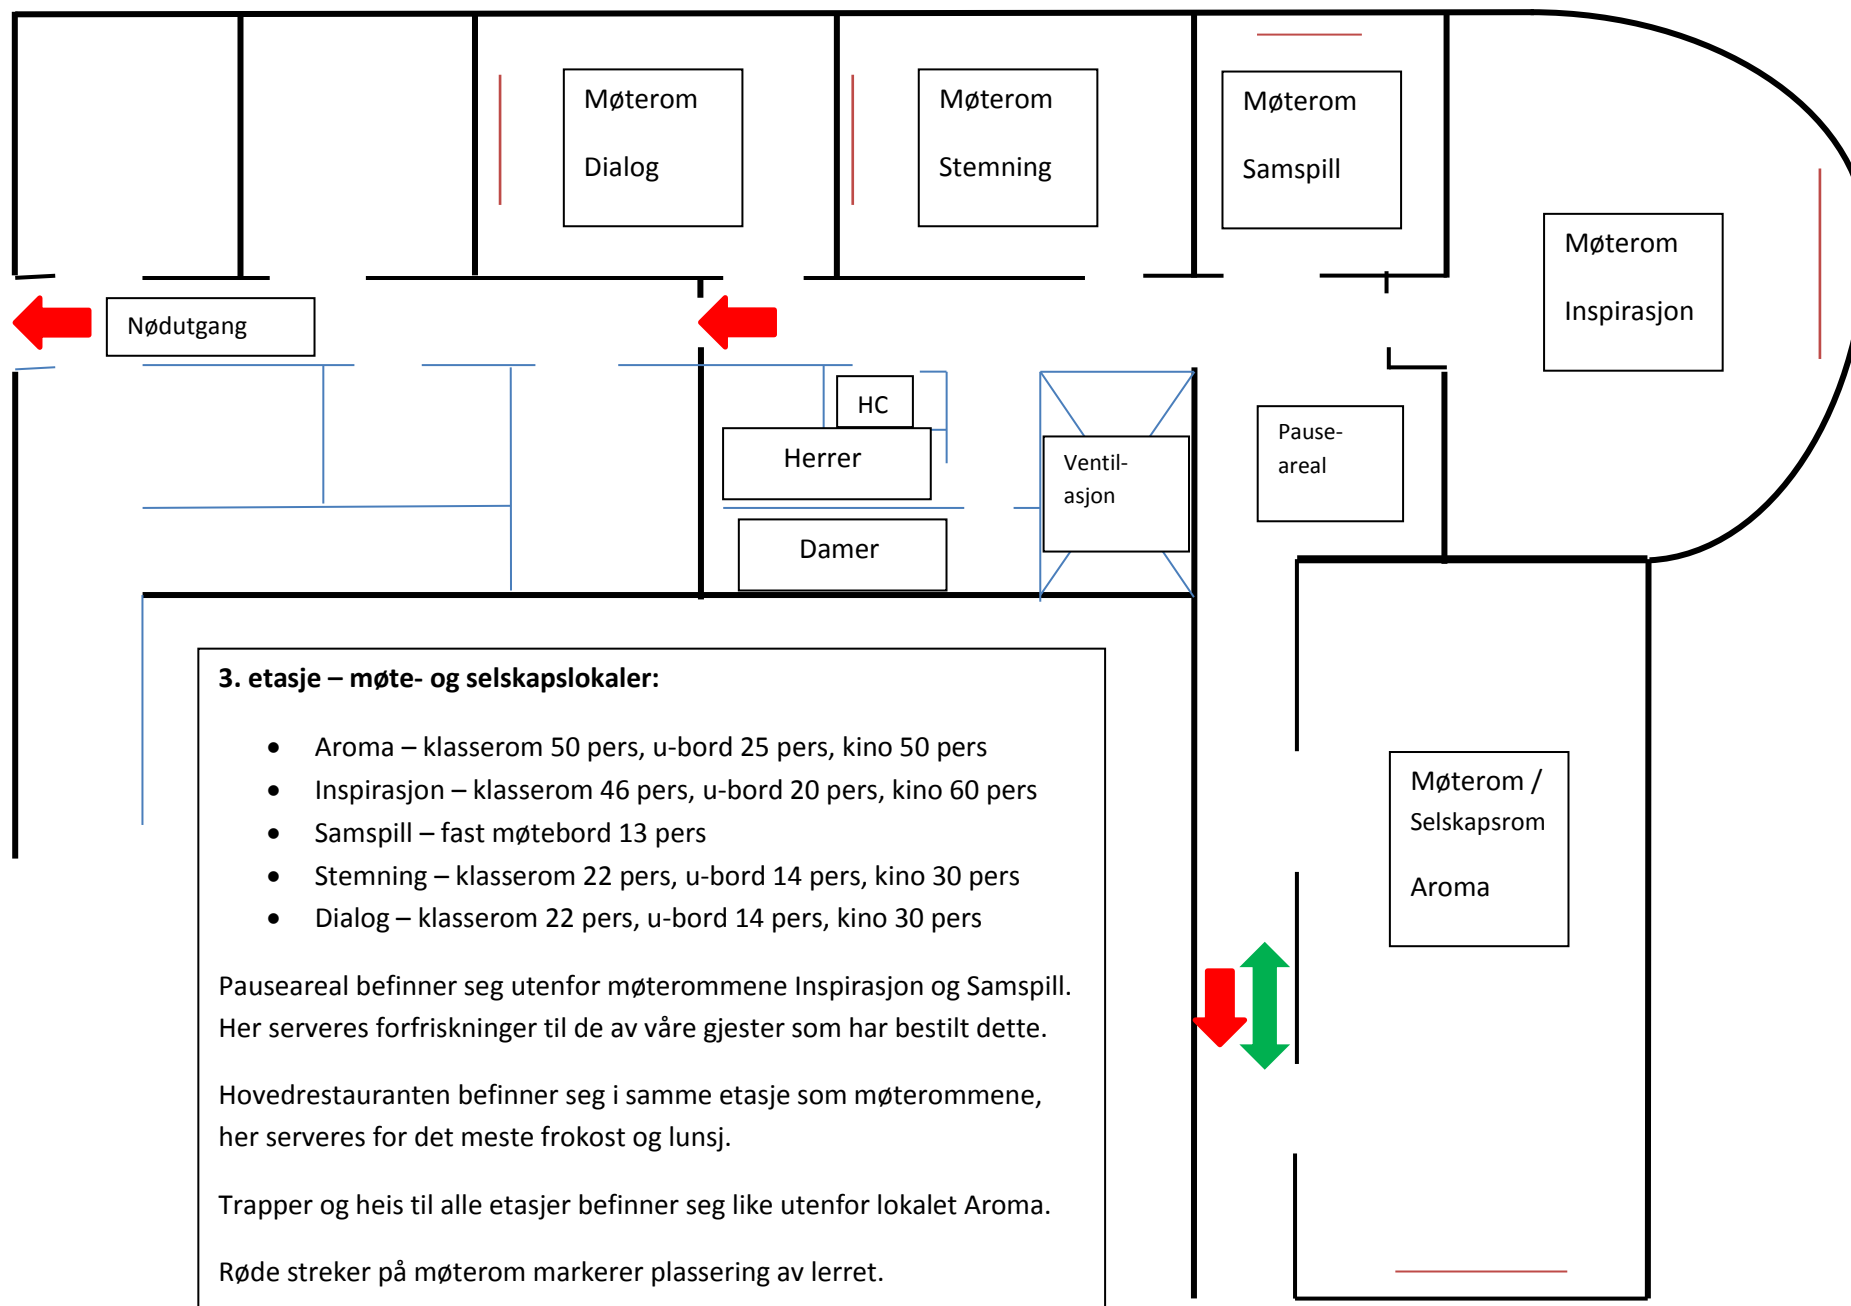 Møterom
Dialog
Møterom
Stemning
Møterom
Samspill
Møterom
Inspirasjon
Nødutgang
HC
Herrer
Damer
Ventil-
asjon
Pause-
areal
Møterom /
Selskapsrom
Aroma
3. etasje – møte- og selskapslokaler:
• Aroma – klasserom 50 pers, u-bord 25 pers, kino 50 pers
• Inspirasjon – klasserom 46 pers, u-bord 20 pers, kino 60 pers
• Samspill – fast møtebord 13 pers
• Stemning – klasserom 22 pers, u-bord 14 pers, kino 30 pers
• Dialog – klasserom 22 pers, u-bord 14 pers, kino 30 pers
Pauseareal befinner seg utenfor møterommene Inspirasjon og Samspill.
Her serveres forfriskninger til de av våre gjester som har bestilt dette.
Hovedrestauranten befinner seg i samme etasje som møterommene,
her serveres for det meste frokost og lunsj.
Trapper og heis til alle etasjer befinner seg like utenfor lokalet Aroma.
Røde streker på møterom markerer plassering av lerret.